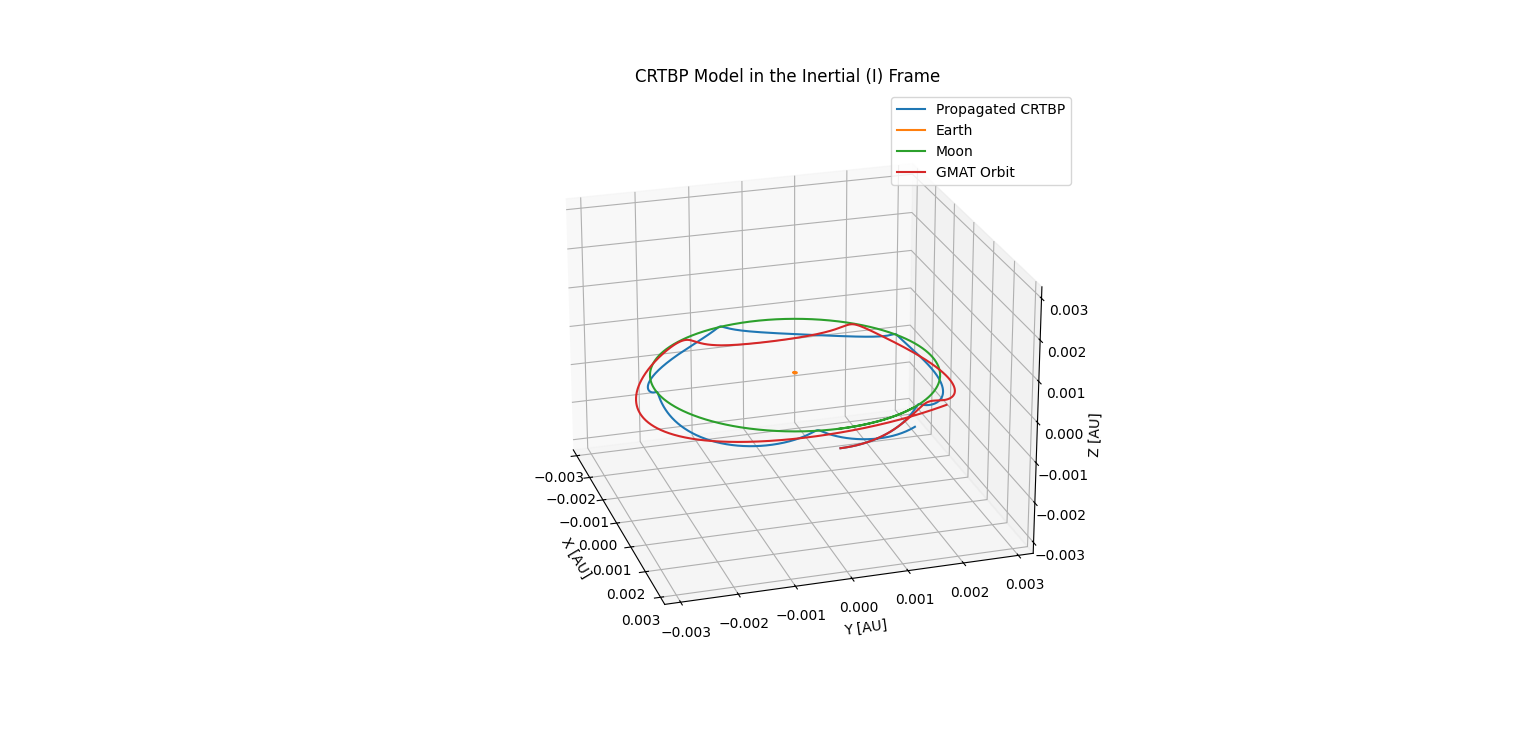 CRTBP Model in the Inertial (I) Frame
Propagated CRTBP
Earth
Moon
GMAT Orbit
0.003
0.002
0.001
0.000
−0.001
−0.002
−0.003
Z [AU]
−0.003
−0.002
−0.001
0.000
0.001
0.002
0.003
X [AU]
−0.003
−0.002
−0.001
0.000
0.001
0.002
0.003
Y [AU]